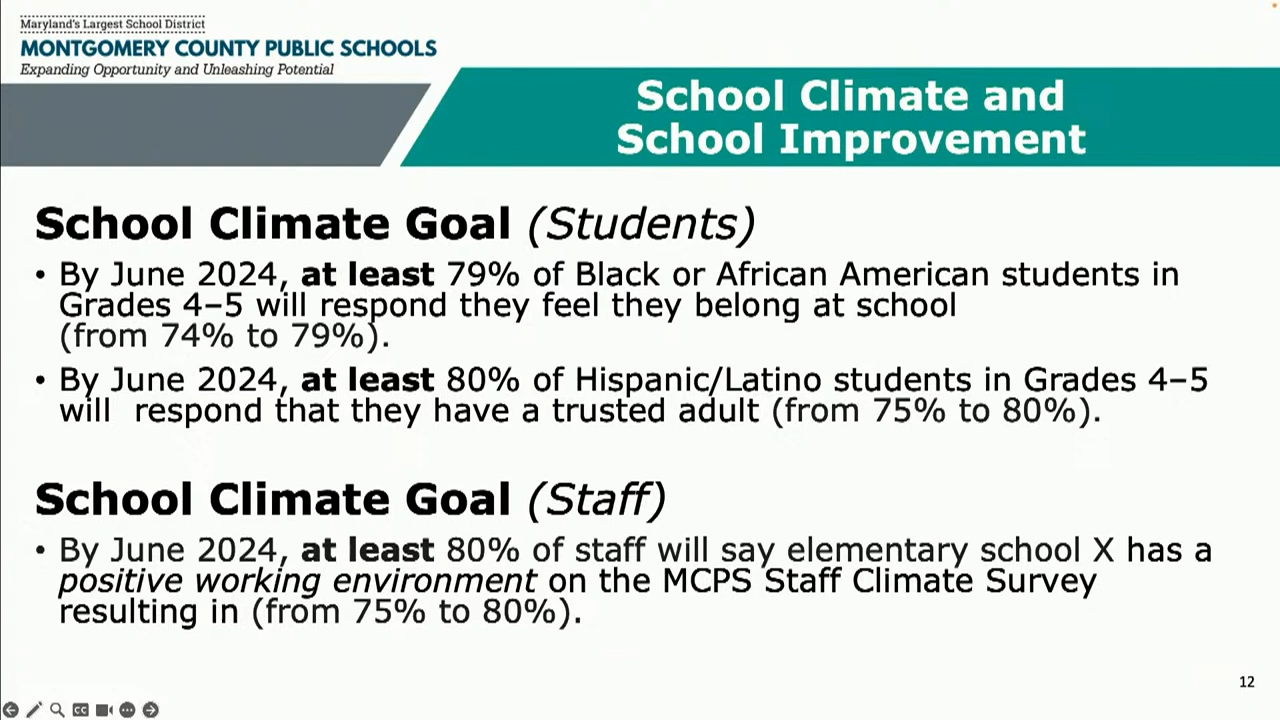 Maryland's Largest School District
MONTGOMERY COUNTY PUBLIC SCHOOLS
Expanding Opportunity and Unleashing Potential
School Climate and
School Improvement
School Climate Goal (Students)
• By June 2024, at least 79% of Black or African American students in
Grades 4–5 will respond they feel they belong at school
(from 74% to 79%).
• By June 2024, at least 80% of Hispanic/Latino students in Grades 4–5
will  respond that they have a trusted adult (from 75% to 80%).
School Climate Goal (Staff)
• By June 2024, at least 80% of staff will say elementary school X has a
positive working environment on the MCPS Staff Climate Survey
resulting in (from 75% to 80%).
12
CC